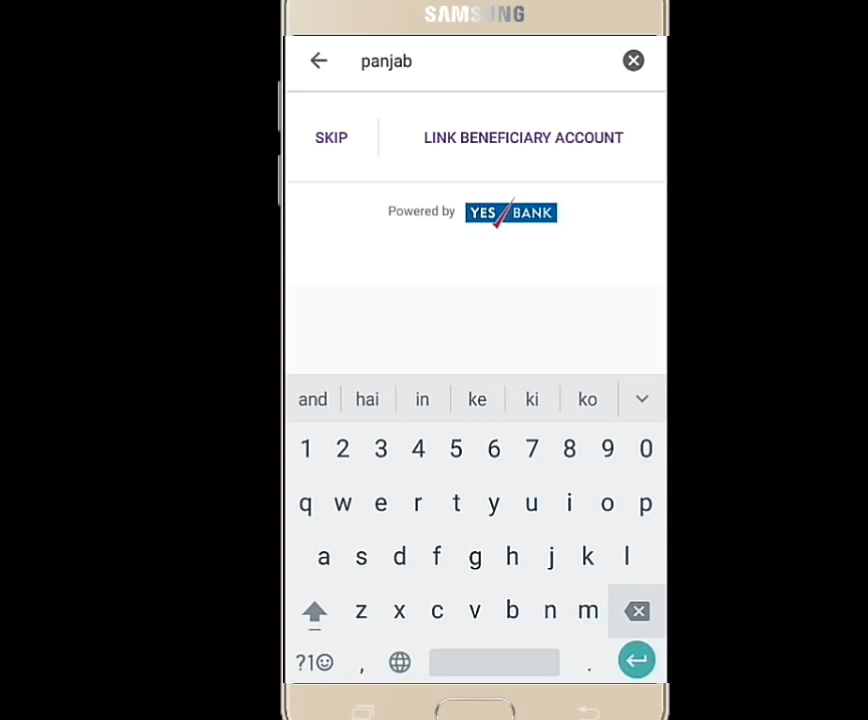 SAMSUNG
panjab
SKIP LINK BENEFICIARY ACCOUNT
Powered by YES BANK
and hai in ke ki ko
1 2 3 4 5 6 7 8 9 0
q w e r t y u i o p
a s d f g h j k l
z x c v b n m
?1☺ , .